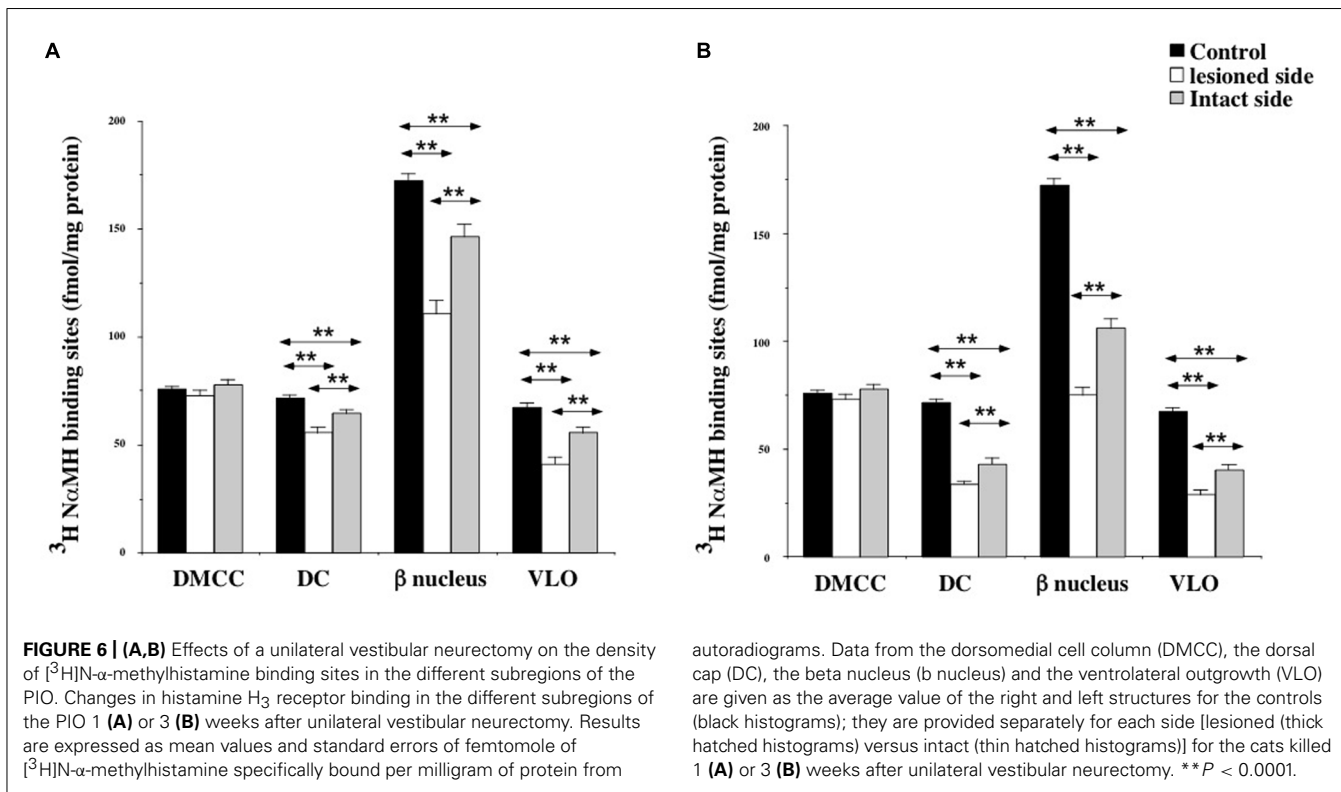 A
B
Control
lesioned side
Intact side
³H NαMH binding sites (fmol/mg protein)
200
150
100
50
0
**
**
**
**
**
**
**
**
**
DMCC
DC
β nucleus
VLO
³H NαMH binding sites (fmol/mg protein)
200
150
100
50
0
**
**
**
**
**
**
**
**
**
DMCC
DC
β nucleus
VLO
FIGURE 6 | (A,B) Effects of a unilateral vestibular neurectomy on the density
of [³H]N-α-methylhistamine binding sites in the different subregions of the
PIO. Changes in histamine H₃ receptor binding in the different subregions of
the PIO 1 (A) or 3 (B) weeks after unilateral vestibular neurectomy. Results
are expressed as mean values and standard errors of femtomole of
[³H]N-α-methylhistamine specifically bound per milligram of protein from
autoradiograms. Data from the dorsomedial cell column (DMCC), the dorsal
cap (DC), the beta nucleus (b nucleus) and the ventrolateral outgrowth (VLO)
are given as the average value of the right and left structures for the controls
(black histograms); they are provided separately for each side [lesioned (thick
hatched histograms) versus intact (thin hatched histograms)] for the cats killed
1 (A) or 3 (B) weeks after unilateral vestibular neurectomy. **P < 0.0001.